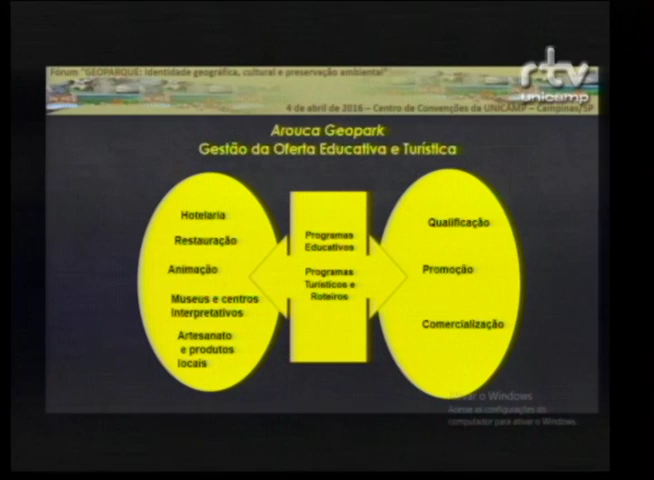 Fórum "GEOPARQUE: Identidade geográfica, cultural e preservação ambiental"
rtv
unicamp
4 de abril de 2016 – Centro de Convenções da UNICAMP – Campinas/SP
Arouca Geopark
Gestão da Oferta Educativa e Turística
Hotelaria
Restauração
Animação
Museus e centros
interpretativos
Artesanato
e produtos
locais
Programas
Educativos
Programas
Turísticos e
Roteiros
Qualificação
Promoção
Comercialização
Ativar o Windows
Acesse as configurações do
computador para ativar o Windows.